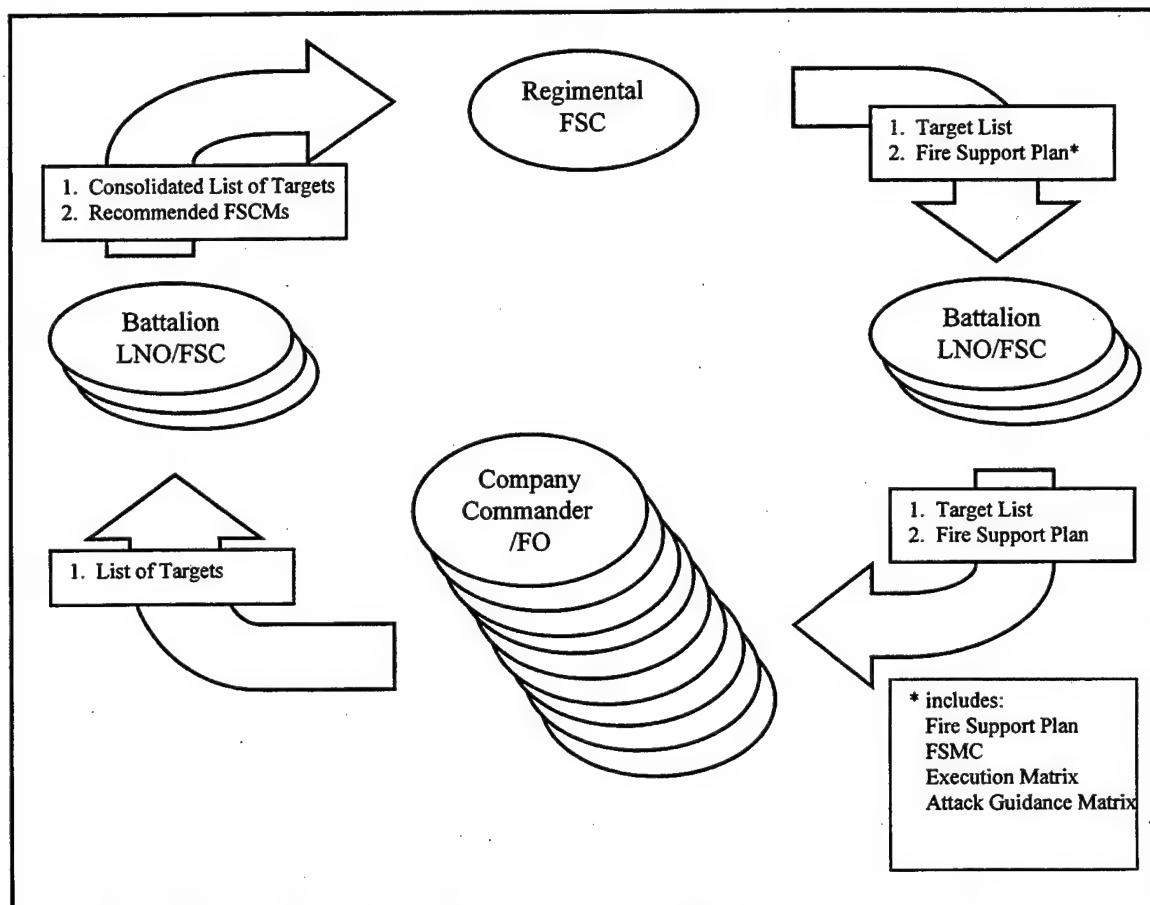 Regimental
FSC
1. Target List
2. Fire Support Plan*
1. Consolidated List of Targets
2. Recommended FSCMs
Battalion
LNO/FSC
Battalion
LNO/FSC
Company
Commander
/FO
1. Target List
2. Fire Support Plan
1. List of Targets
* includes:
Fire Support Plan
FSMC
Execution Matrix
Attack Guidance Matrix